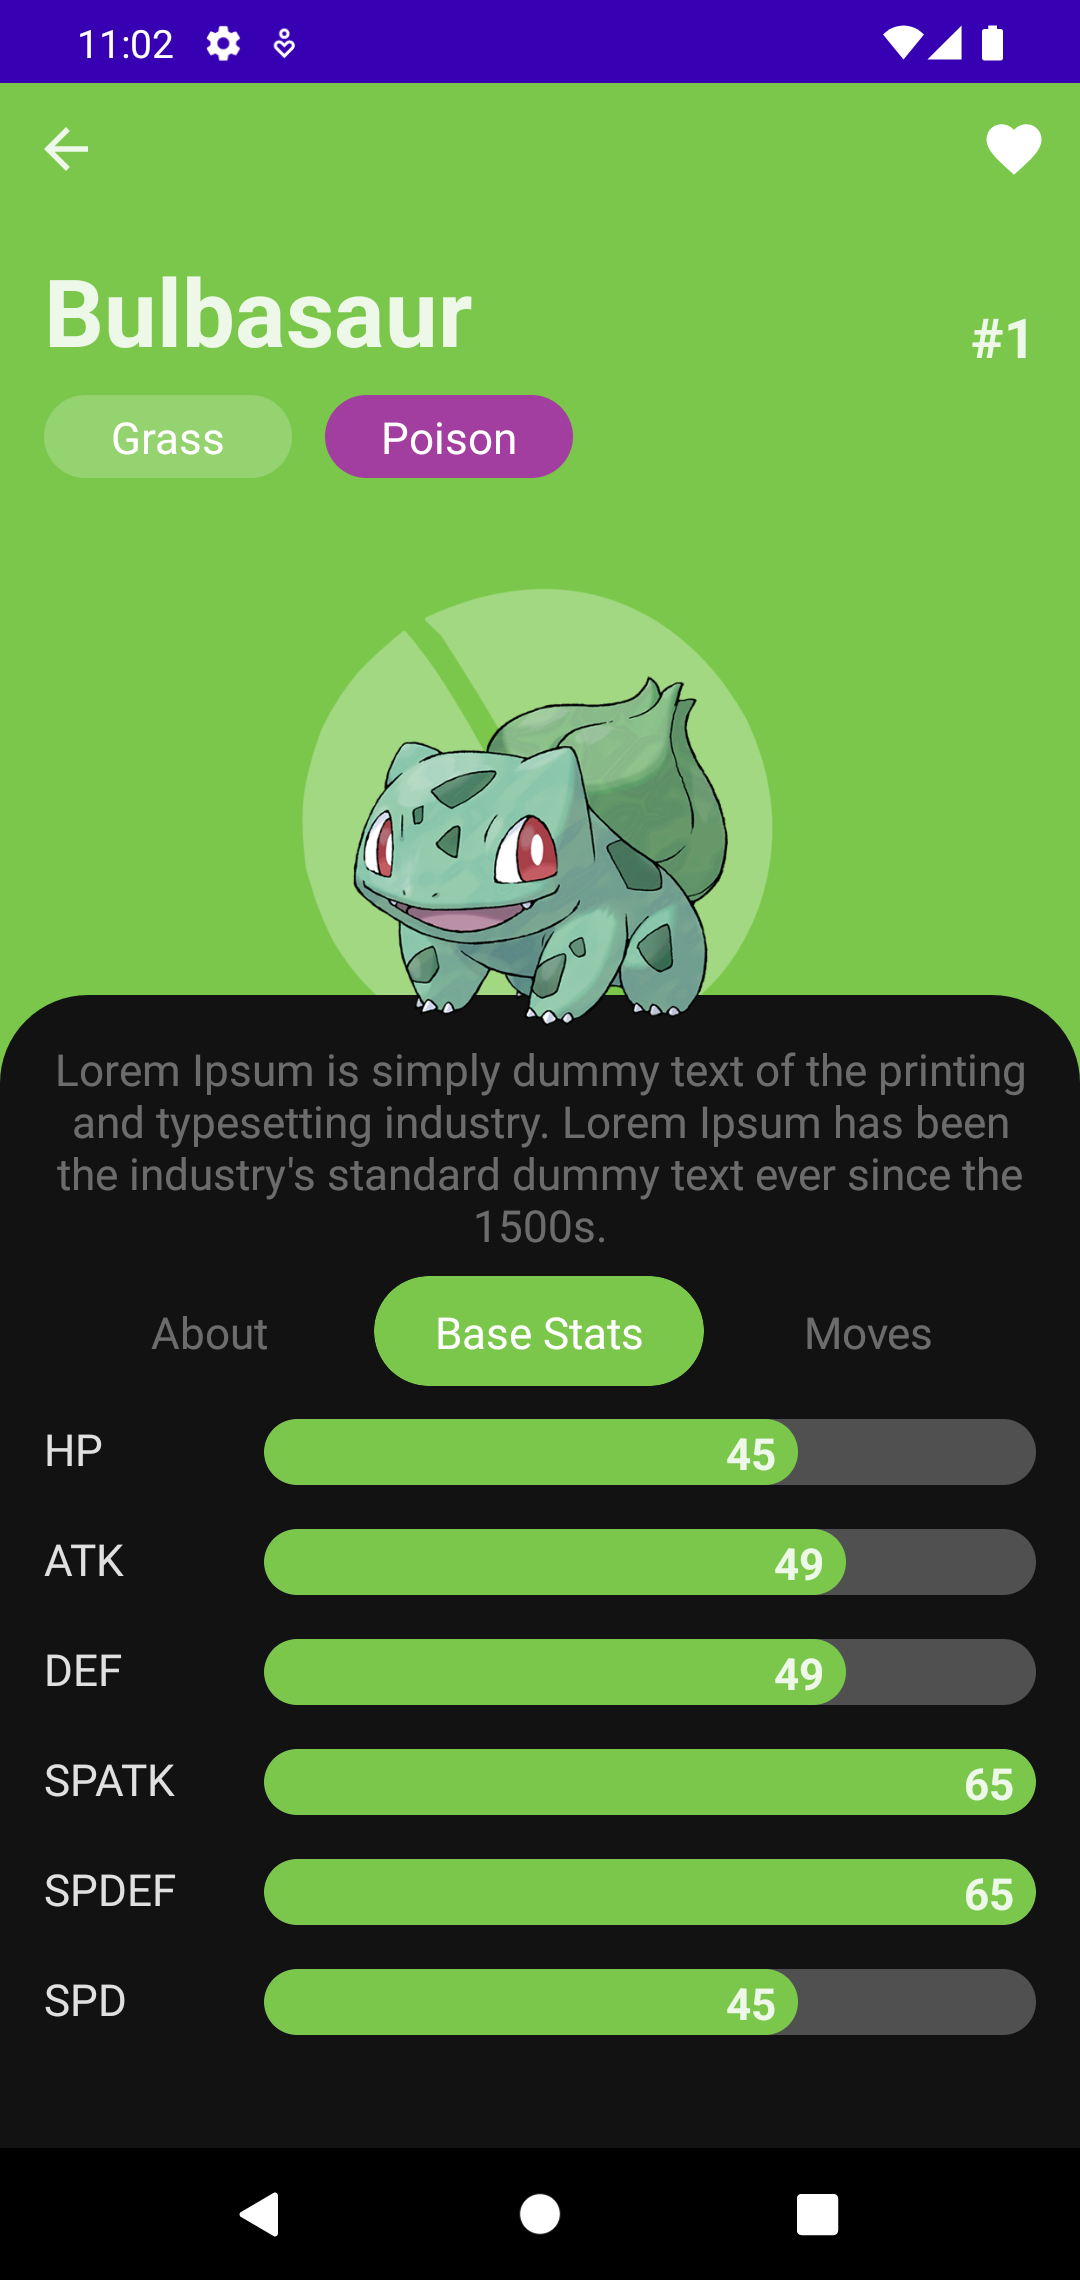 11:02
Bulbasaur
#1
Grass Poison
Lorem Ipsum is simply dummy text of the printing
and typesetting industry. Lorem Ipsum has been
the industry's standard dummy text ever since the
1500s.
About Base Stats Moves
HP 45
ATK 49
DEF 49
SPATK 65
SPDEF 65
SPD 45